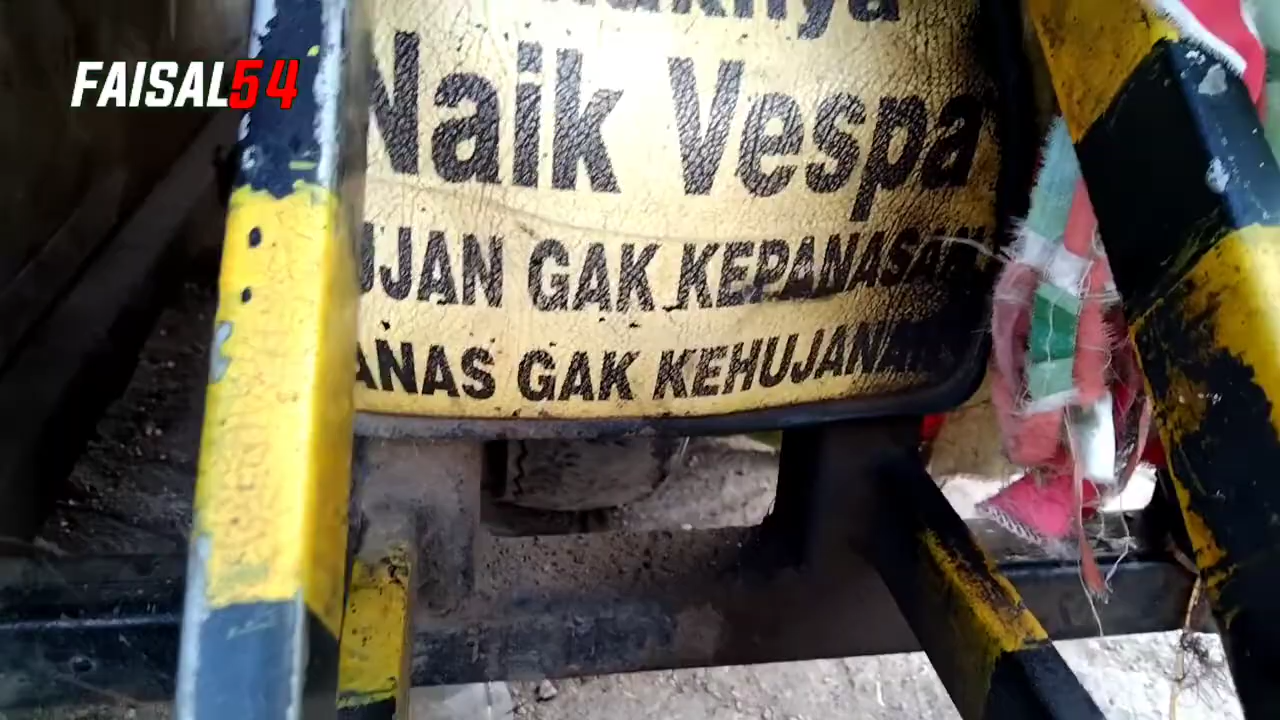 FAISAL54
Naik Vespa
UJAN GAK KEPANASAN
ANAS GAK KEHUJANAN